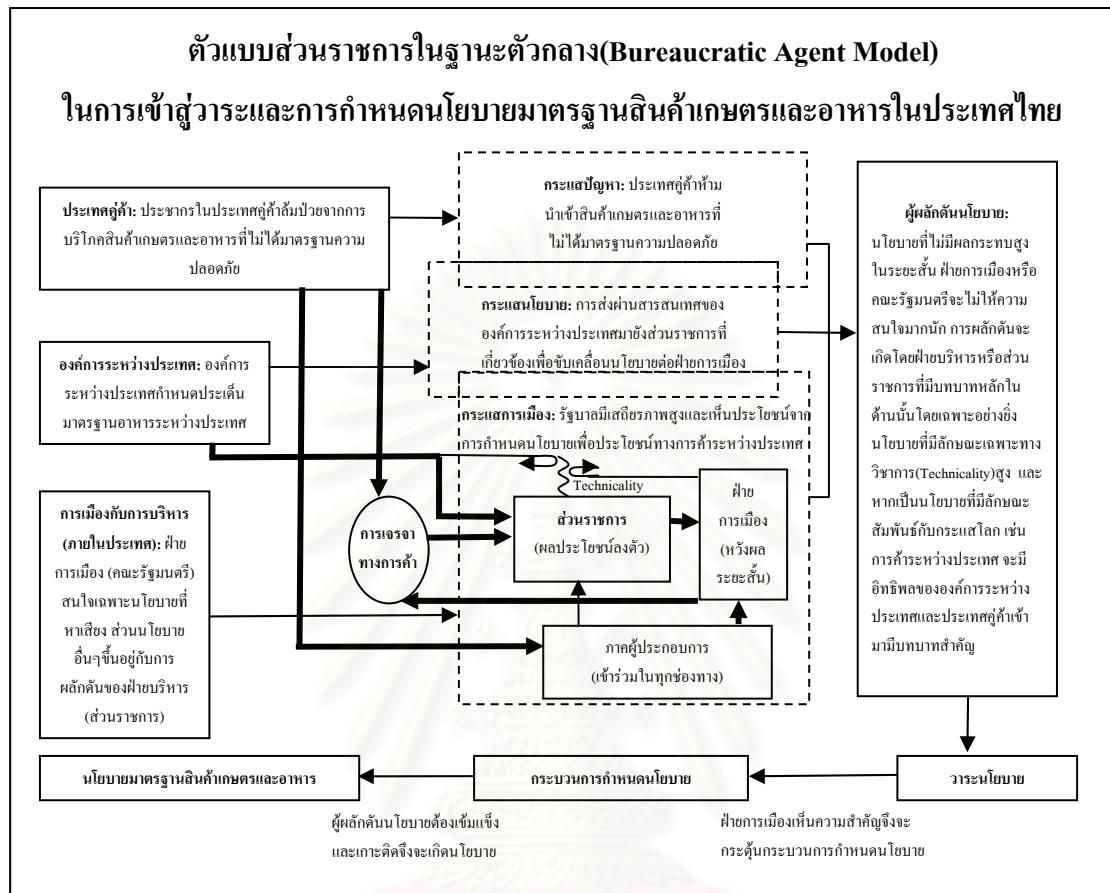 ตัวแบบส่วนราชการในฐานะตัวกลาง(Bureaucratic Agent Model)
ในการเข้าสู่วาระและการกำหนดนโยบายมาตรฐานสินค้าเกษตรและอาหารในประเทศไทย
ประเทศคู่ค้า: ประชากรในประเทศคู่ค้าล้มป่วยจากการ
บริโภคสินค้าเกษตรและอาหารที่ไม่ได้มาตรฐานความ
ปลอดภัย
องค์การระหว่างประเทศ: องค์การ
ระหว่างประเทศกำหนดประเด็น
มาตรฐานอาหารระหว่างประเทศ
การเมืองกับการบริหาร
(ภายในประเทศ): ฝ่าย
การเมือง (คณะรัฐมนตรี)
สนใจเฉพาะนโยบายที่
หาเสียง ส่วนนโยบาย
อื่นๆขึ้นอยู่กับการ
ผลักดันของฝ่ายบริหาร
(ส่วนราชการ)
กระแสปัญหา: ประเทศคู่ค้าห้าม
นำเข้าสินค้าเกษตรและอาหารที่
ไม่ได้มาตรฐานความปลอดภัย
กระแสนโยบาย: การส่งผ่านสารสนเทศของ
องค์การระหว่างประเทศมายังส่วนราชการที่
เกี่ยวข้องเพื่อขับเคลื่อนนโยบายต่อฝ่ายการเมือง
กระแสการเมือง: รัฐบาลมีเสถียรภาพสูงและเห็นประโยชน์จาก
การกำหนดนโยบายเพื่อประโยชน์ทางการค้าระหว่างประเทศ
Technicality
การเจรจา
ทางการค้า
ส่วนราชการ
(ผลประโยชน์ลงตัว)
ฝ่าย
การเมือง
(หวังผล
ระยะสั้น)
ภาคผู้ประกอบการ
(เข้าร่วมในทุกช่องทาง)
ผู้ผลักดันนโยบาย:
นโยบายที่ไม่มีผลกระทบสูง
ในระยะสั้น ฝ่ายการเมืองหรือ
คณะรัฐมนตรีจะไม่ให้ความ
สนใจมากนัก การผลักดันจะ
เกิดโดยฝ่ายบริหารหรือส่วน
ราชการที่มีบทบาทหลักใน
ด้านนั้นโดยเฉพาะอย่างยิ่ง
นโยบายที่มีลักษณะเฉพาะทาง
วิชาการ(Technicality)สูง และ
หากเป็นนโยบายที่มีลักษณะ
สัมพันธ์กับกระแสโลก เช่น
การค้าระหว่างประเทศ จะมี
อิทธิพลขององค์การระหว่าง
ประเทศและประเทศคู่ค้าเข้า
มามีบทบาทสำคัญ
นโยบายมาตรฐานสินค้าเกษตรและอาหาร
กระบวนการกำหนดนโยบาย
วาระนโยบาย
ผู้ผลักดันนโยบายต้องเข้มแข็ง
และเกาะติดจึงจะเกิดนโยบาย
ฝ่ายการเมืองเห็นความสำคัญจึงจะ
กระตุ้นกระบวนการกำหนดนโยบาย